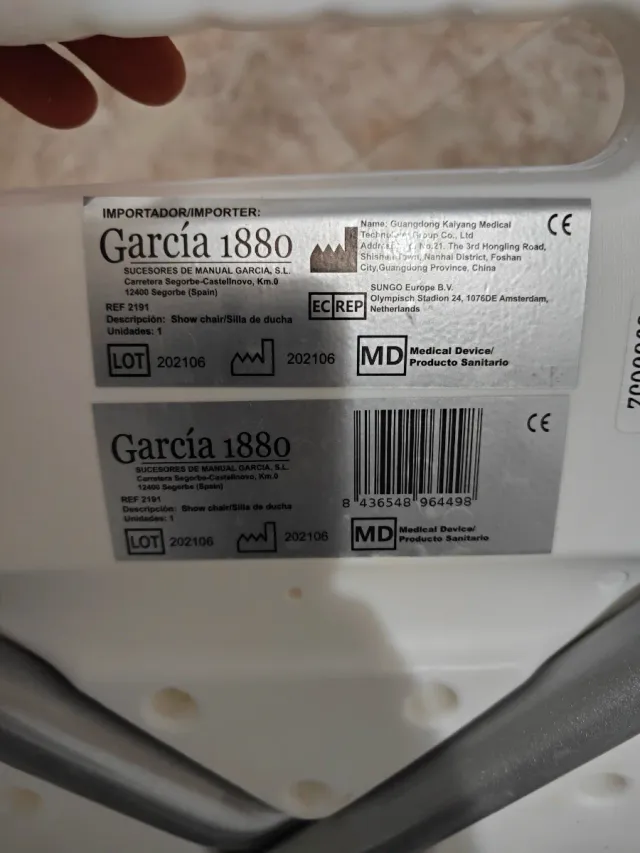 IMPORTADOR/IMPORTER:
García 1880
SUCESORES DE MANUAL GARCIA, S.L.
Carretera Segorbe-Castellnovo, Km.0
12400 Segorbe (Spain)
REF 2191
Descripción: Show chair/Silla de ducha
Unidades: 1
LOT 202106
202106
Name: Guangdong Kaiyang Medical
Group Co., Ltd
No.21. The 3rd Hongling Road,
Town, Nanhai District, Foshan
City, Guangdong Province, China
CE
EC REP
SUNGO Europe B.V.
Olympisch Stadion 24, 1076DE Amsterdam,
Netherlands
MD Medical Device/
Producto Sanitario
García 1880
SUCESORES DE MANUAL GARCIA, S.L.
Carretera Segorbe-Castellnovo, Km.0
12400 Segorbe (Spain)
REF 2191
Descripción: Show chair/Silla de ducha
Unidades: 1
LOT 202106
202106
8 436548 964498
CE
MD Medical Device/
Producto Sanitario